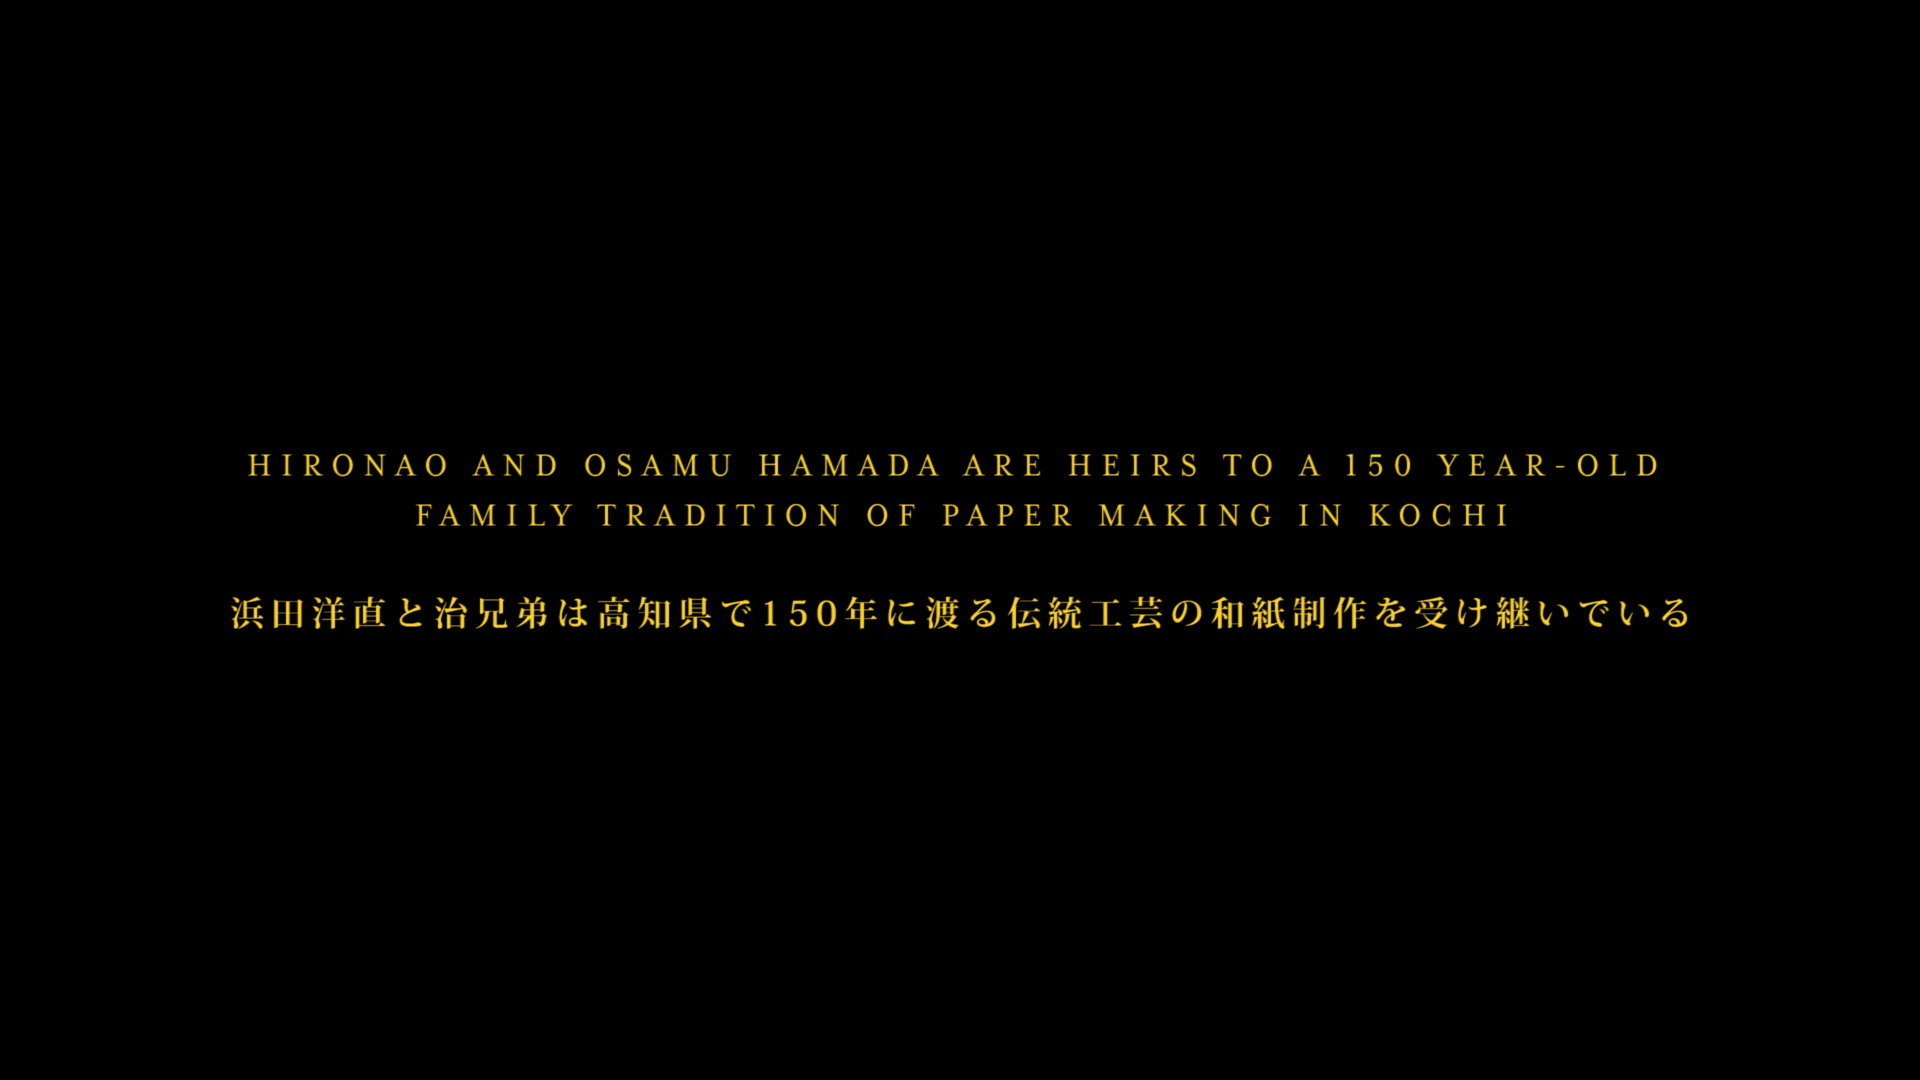 HIRONAO AND OSAMU HAMADA ARE HEIRS TO A 150 YEAR-OLD
FAMILY TRADITION OF PAPER MAKING IN KOCHI
浜田洋直と治兄弟は高知県で150年に渡る伝統工芸の和紙制作を受け継いでいる